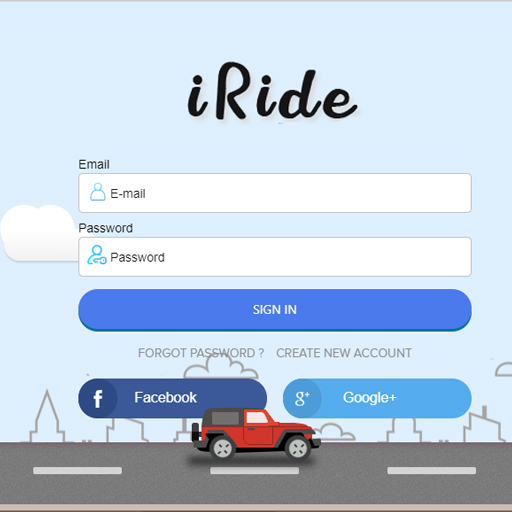 iRide
Email
E-mail
Password
Password
SIGN IN
FORGOT PASSWORD ? CREATE NEW ACCOUNT
f Facebook g+ Google+